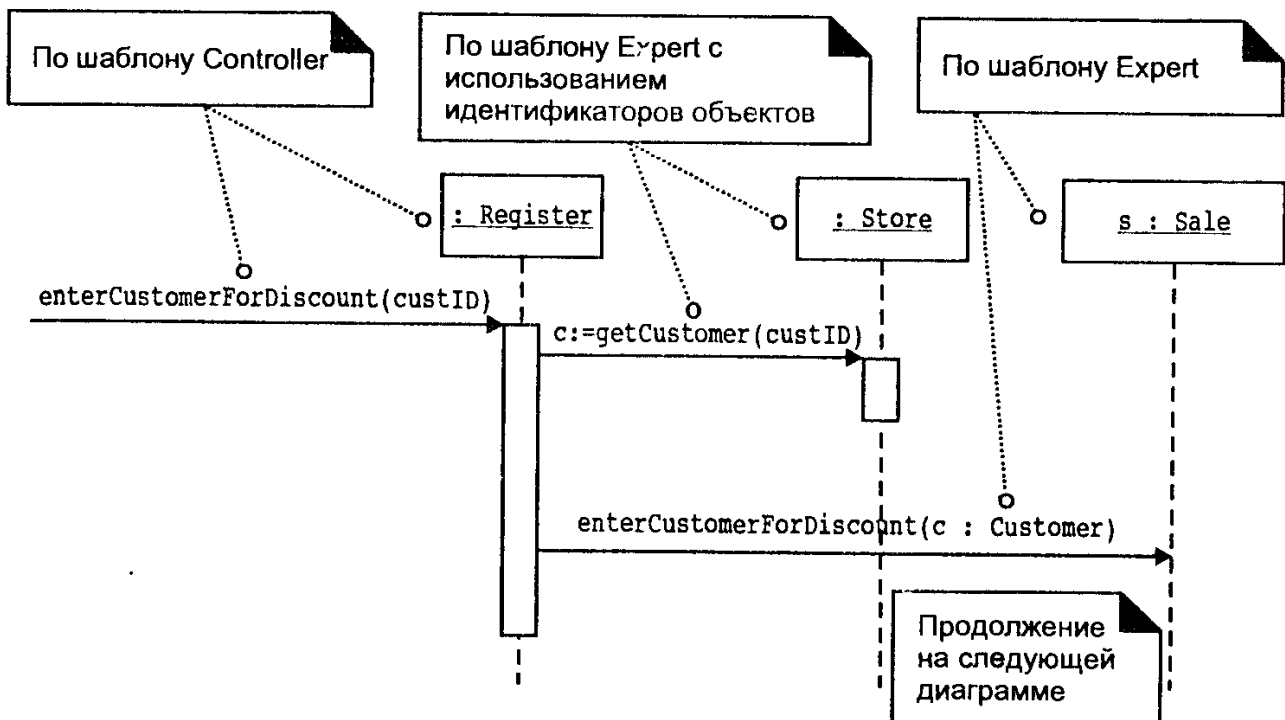 По шаблону Controller
По шаблону Expert с
использованием
идентификаторов объектов
По шаблону Expert
: Register
: Store
s : Sale
enterCustomerForDiscount(custID)
c:=getCustomer(custID)
enterCustomerForDiscount(c : Customer)
Продолжение
на следующей
диаграмме